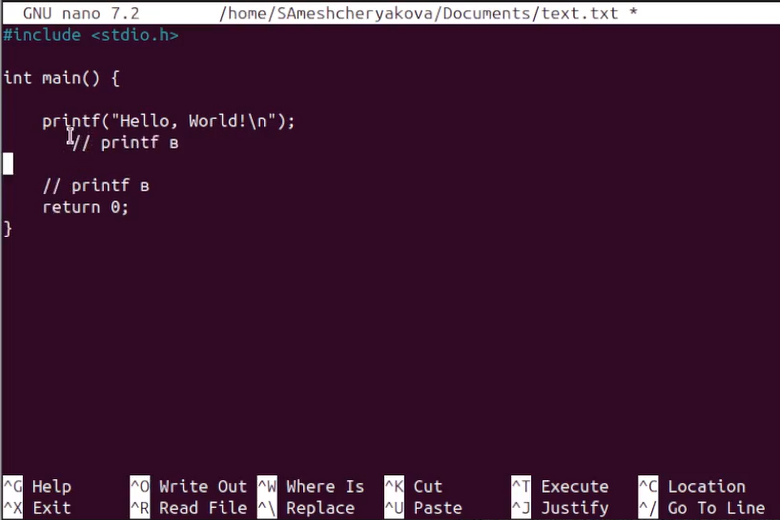 GNU nano 7.2 /home/SAmeshcheryakova/Documents/text.txt *
#include <stdio.h>
int main() {
printf("Hello, World!\n");
// printf в
// printf в
return 0;
}
^G Help ^O Write Out ^W Where Is ^K Cut ^T Execute ^C Location
^X Exit ^R Read File ^\ Replace ^U Paste ^J Justify ^/ Go To Line